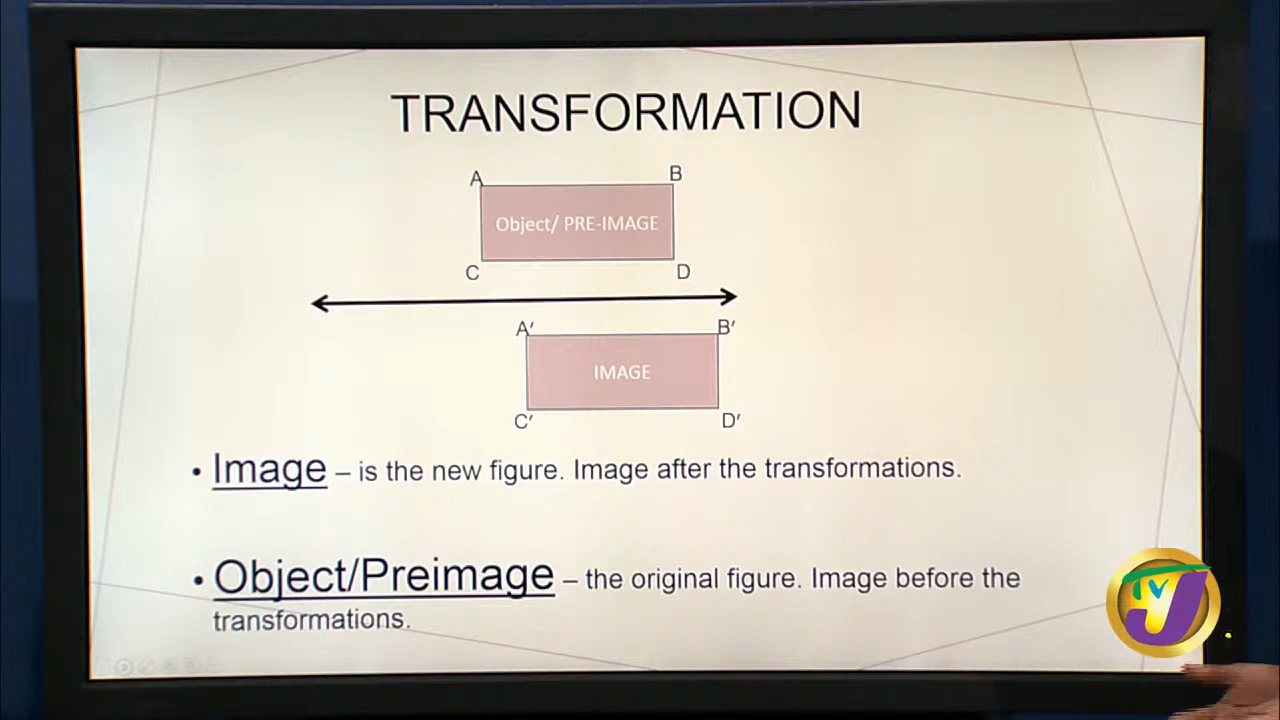 TRANSFORMATION
A B
Object/ PRE-IMAGE
C D
A′ B′
IMAGE
C′ D′
• Image – is the new figure. Image after the transformations.
• Object/Preimage – the original figure. Image before the
transformations.
TVJ